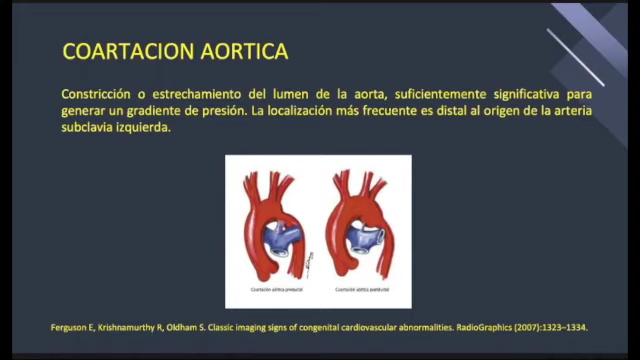 COARTACION AORTICA
Constricción o estrechamiento del lumen de la aorta, suficientemente significativa para
generar un gradiente de presión. La localización más frecuente es distal al origen de la arteria
subclavia izquierda.
Coartación aórtica preductal
Coartación aórtica postductal
Ferguson E, Krishnamurthy R, Oldham S. Classic imaging signs of congenital cardiovascular abnormalities. RadioGraphics (2007):1323–1334.